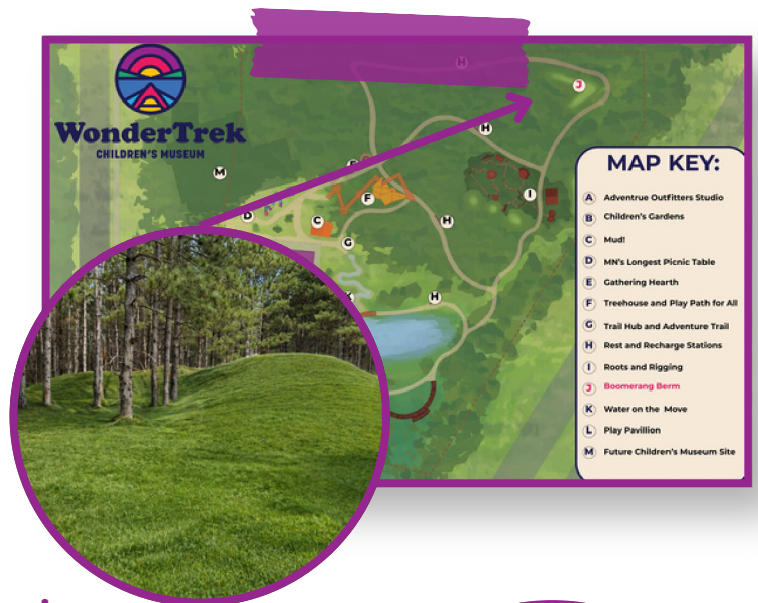 WonderTrek
CHILDREN'S MUSEUM
H
J
H
M
F
I
D
C
H
G
H
MAP KEY:
A Adventrue Outfitters Studio
B Children's Gardens
C Mud!
D MN's Longest Picnic Table
E Gathering Hearth
F Treehouse and Play Path for All
G Trail Hub and Adventure Trail
H Rest and Recharge Stations
I Roots and Rigging
J Boomerang Berm
K Water on the Move
L Play Pavillion
M Future Children's Museum Site